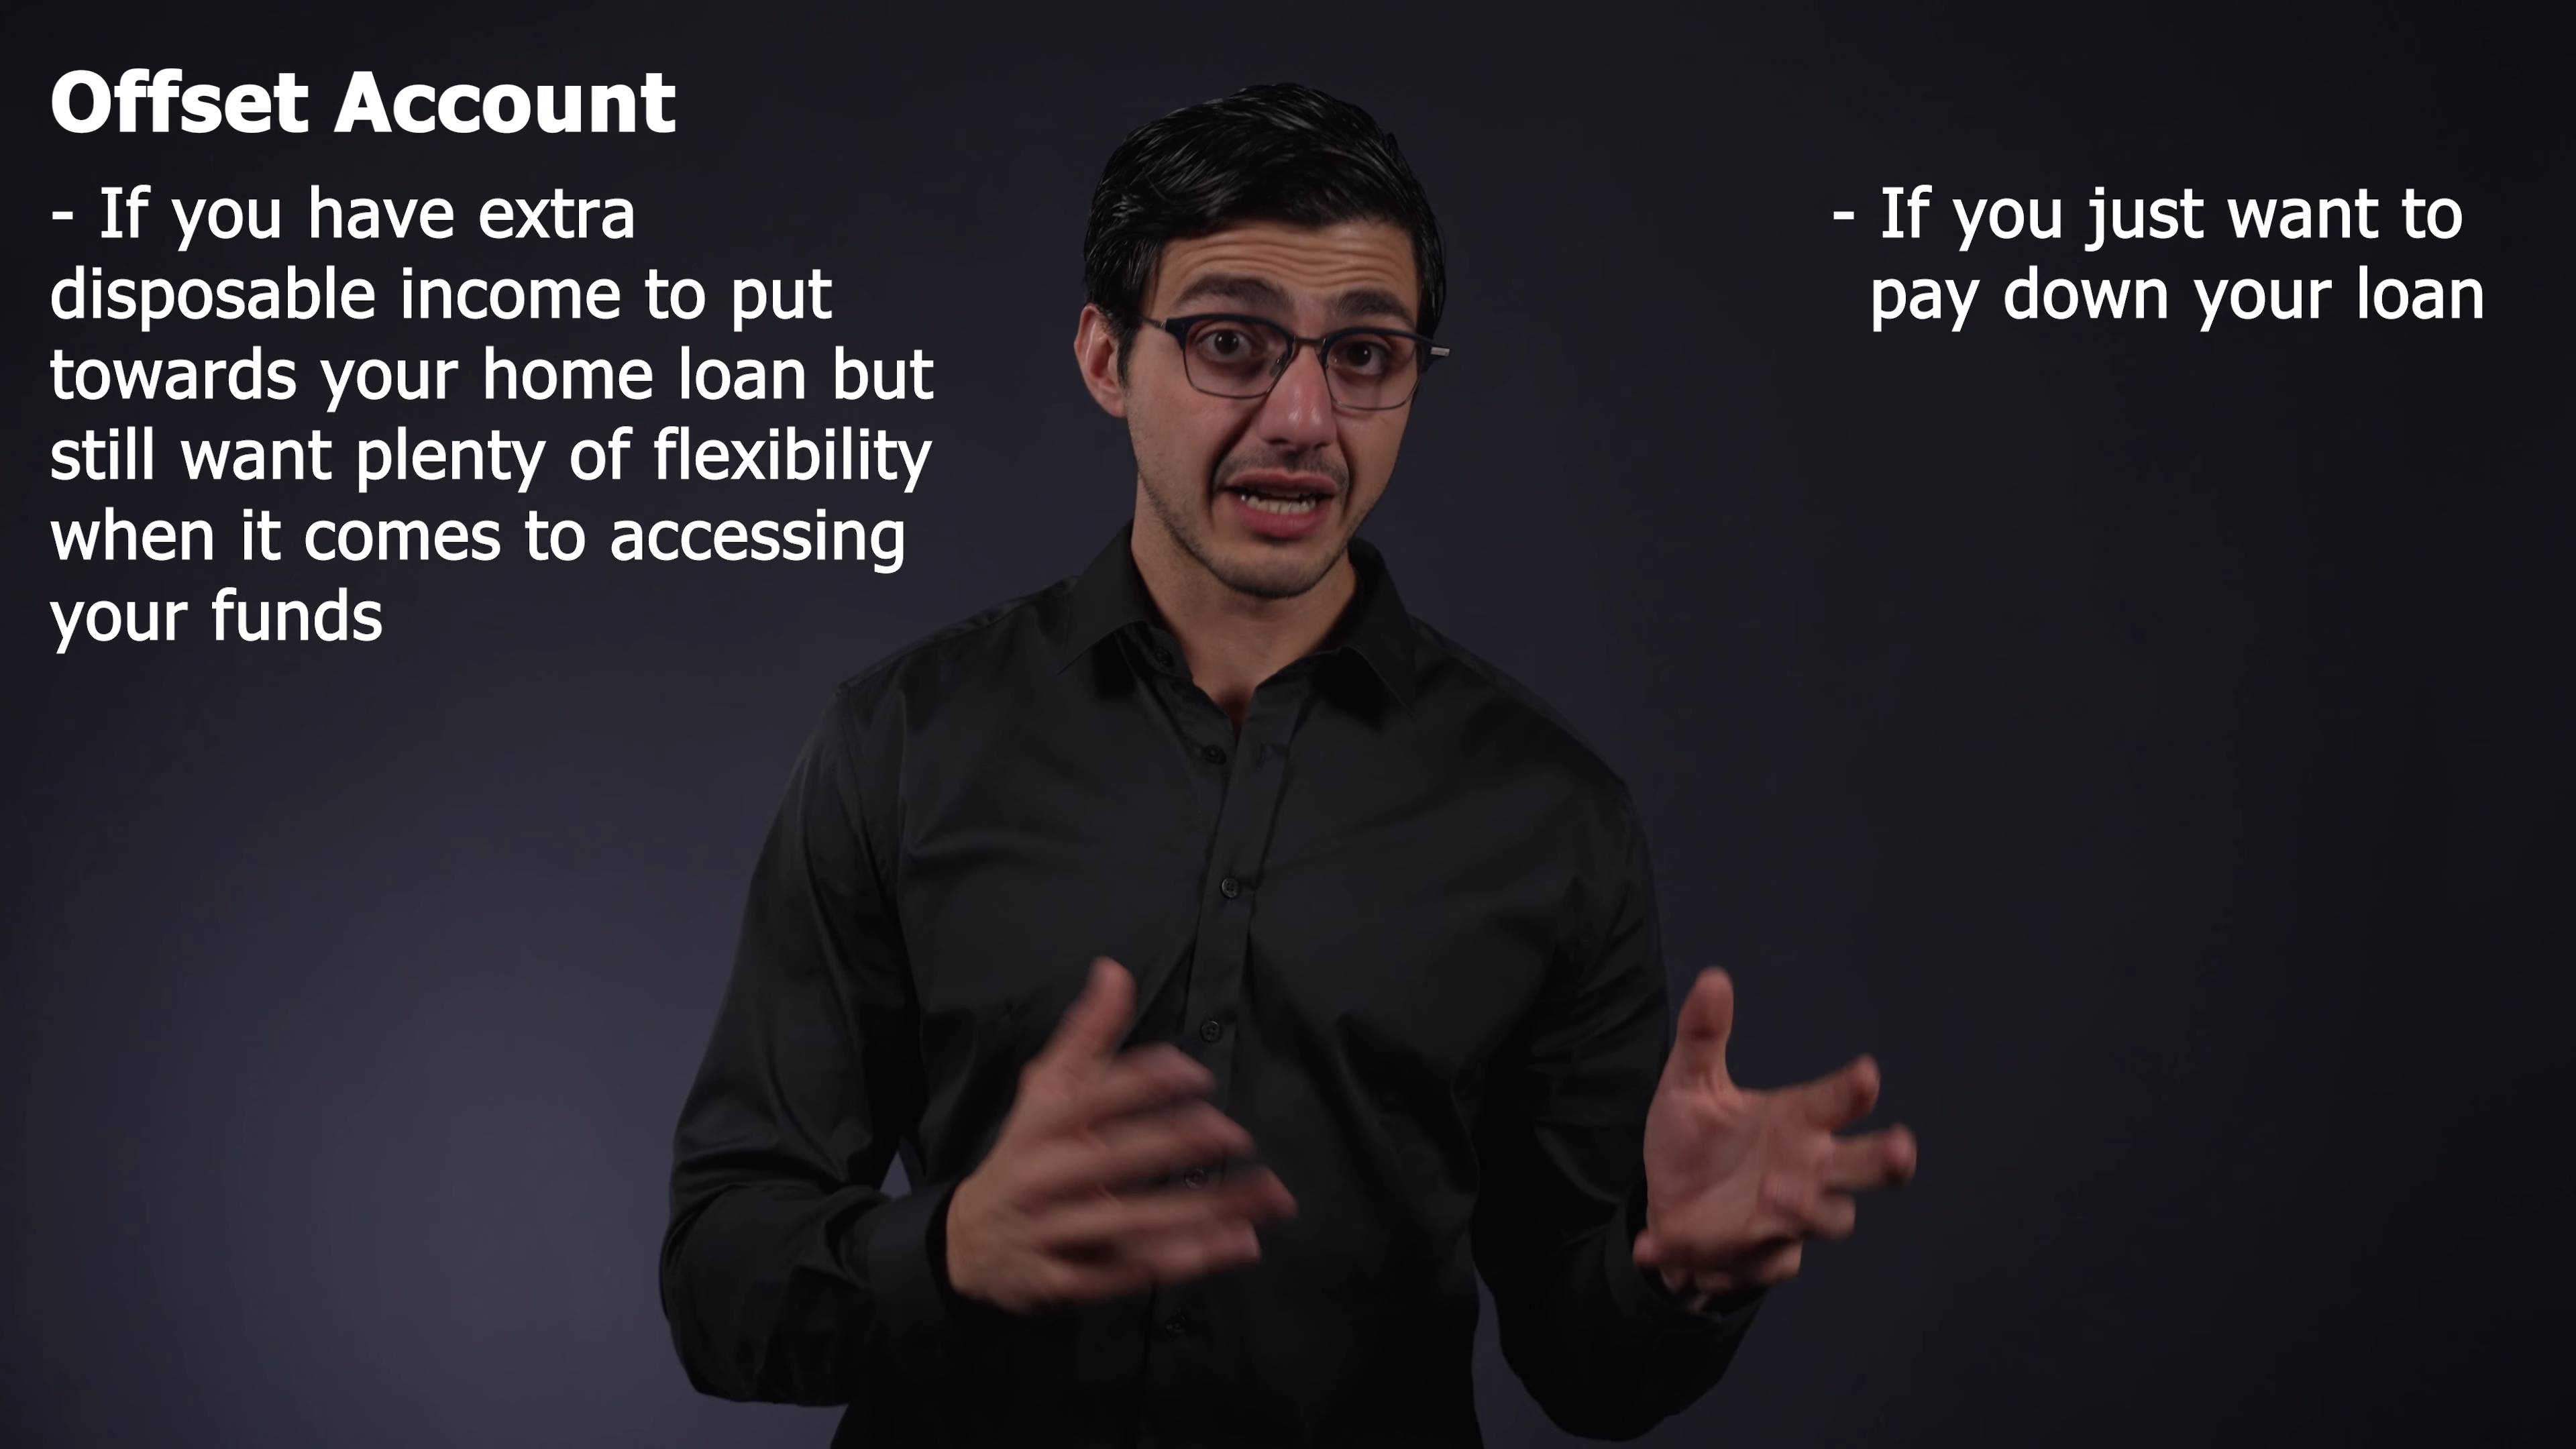 Offset Account
- If you have extra
disposable income to put
towards your home loan but
still want plenty of flexibility
when it comes to accessing
your funds
- If you just want to
pay down your loan